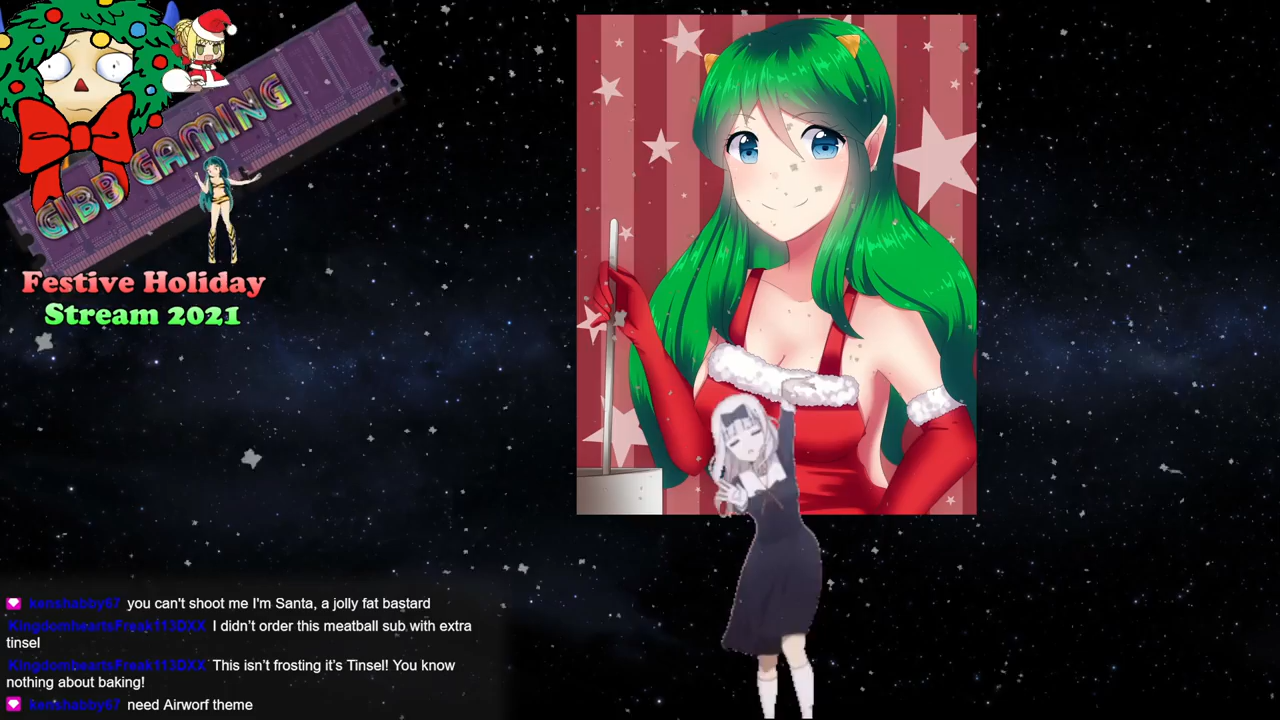 GIBB GAMING
Festive Holiday
Stream 2021
kenshabby67 you can't shoot me I'm Santa, a jolly fat bastard
KingdomheartsFreak113DXX I didn't order this meatball sub with extra
tinsel
KingdomheartsFreak113DXX This isn't frosting it's Tinsel! You know
nothing about baking!
kenshabby67 need Airworf theme